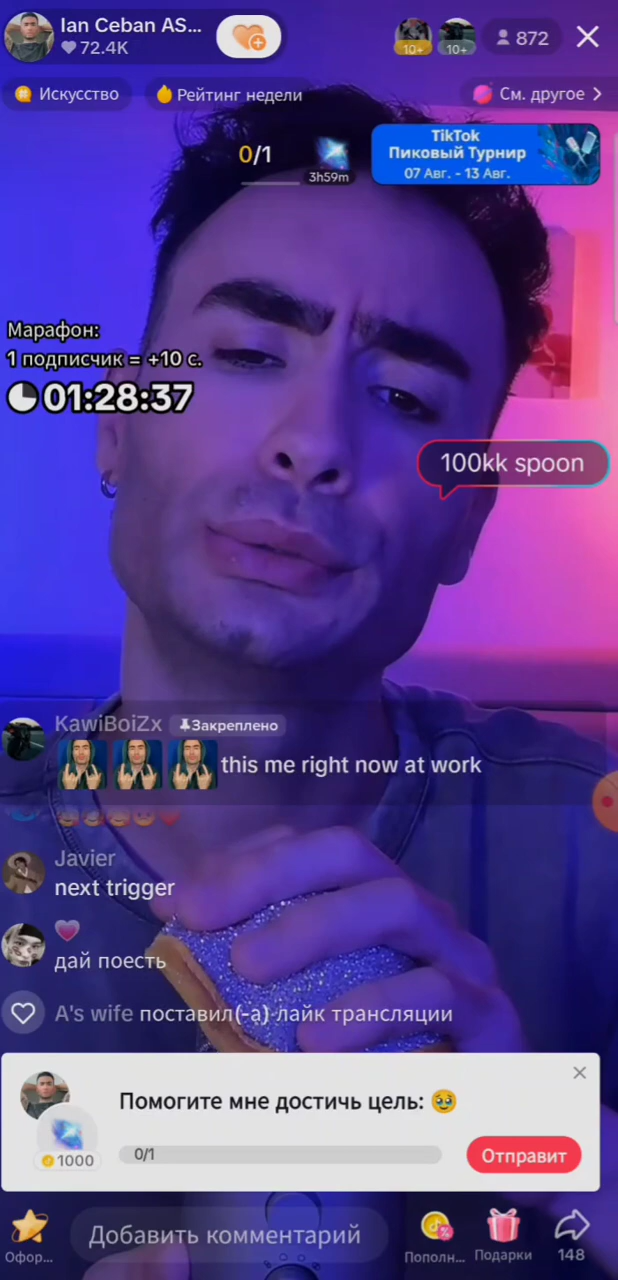 Ian Ceban AS...
72.4K
10+
10+
872
Искусство
Рейтинг недели
См. другое
0/1
3h59m
TikTok
Пиковый Турнир
07 Авг. - 13 Авг.
Марафон:
1 подписчик = +10 с.
01:28:37
100kk spoon
KawiBoiZx
Закреплено
this me right now at work
Javier
next trigger
дай поесть
A's wife поставил(-а) лайк трансляции
Помогите мне достичь цель:
1000
0/1
Отправит
Офор...
Добавить комментарий
Пополн...
Подарки
148